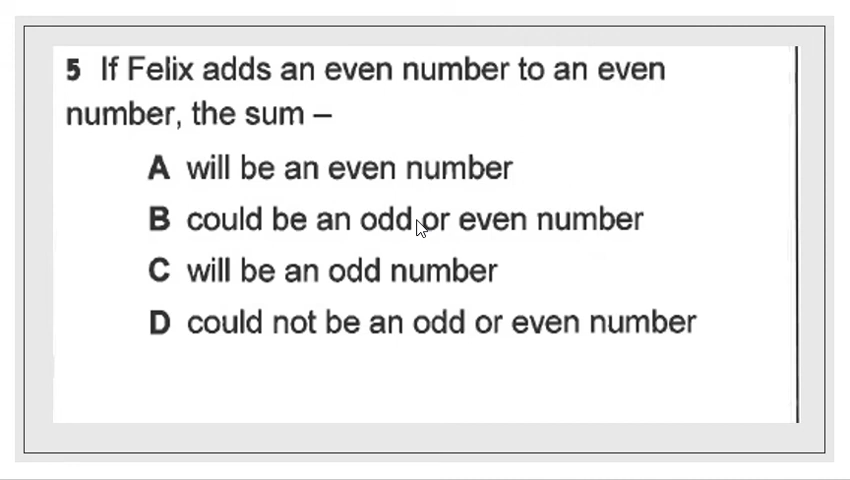 5 If Felix adds an even number to an even
number, the sum –
A will be an even number
B could be an odd or even number
C will be an odd number
D could not be an odd or even number